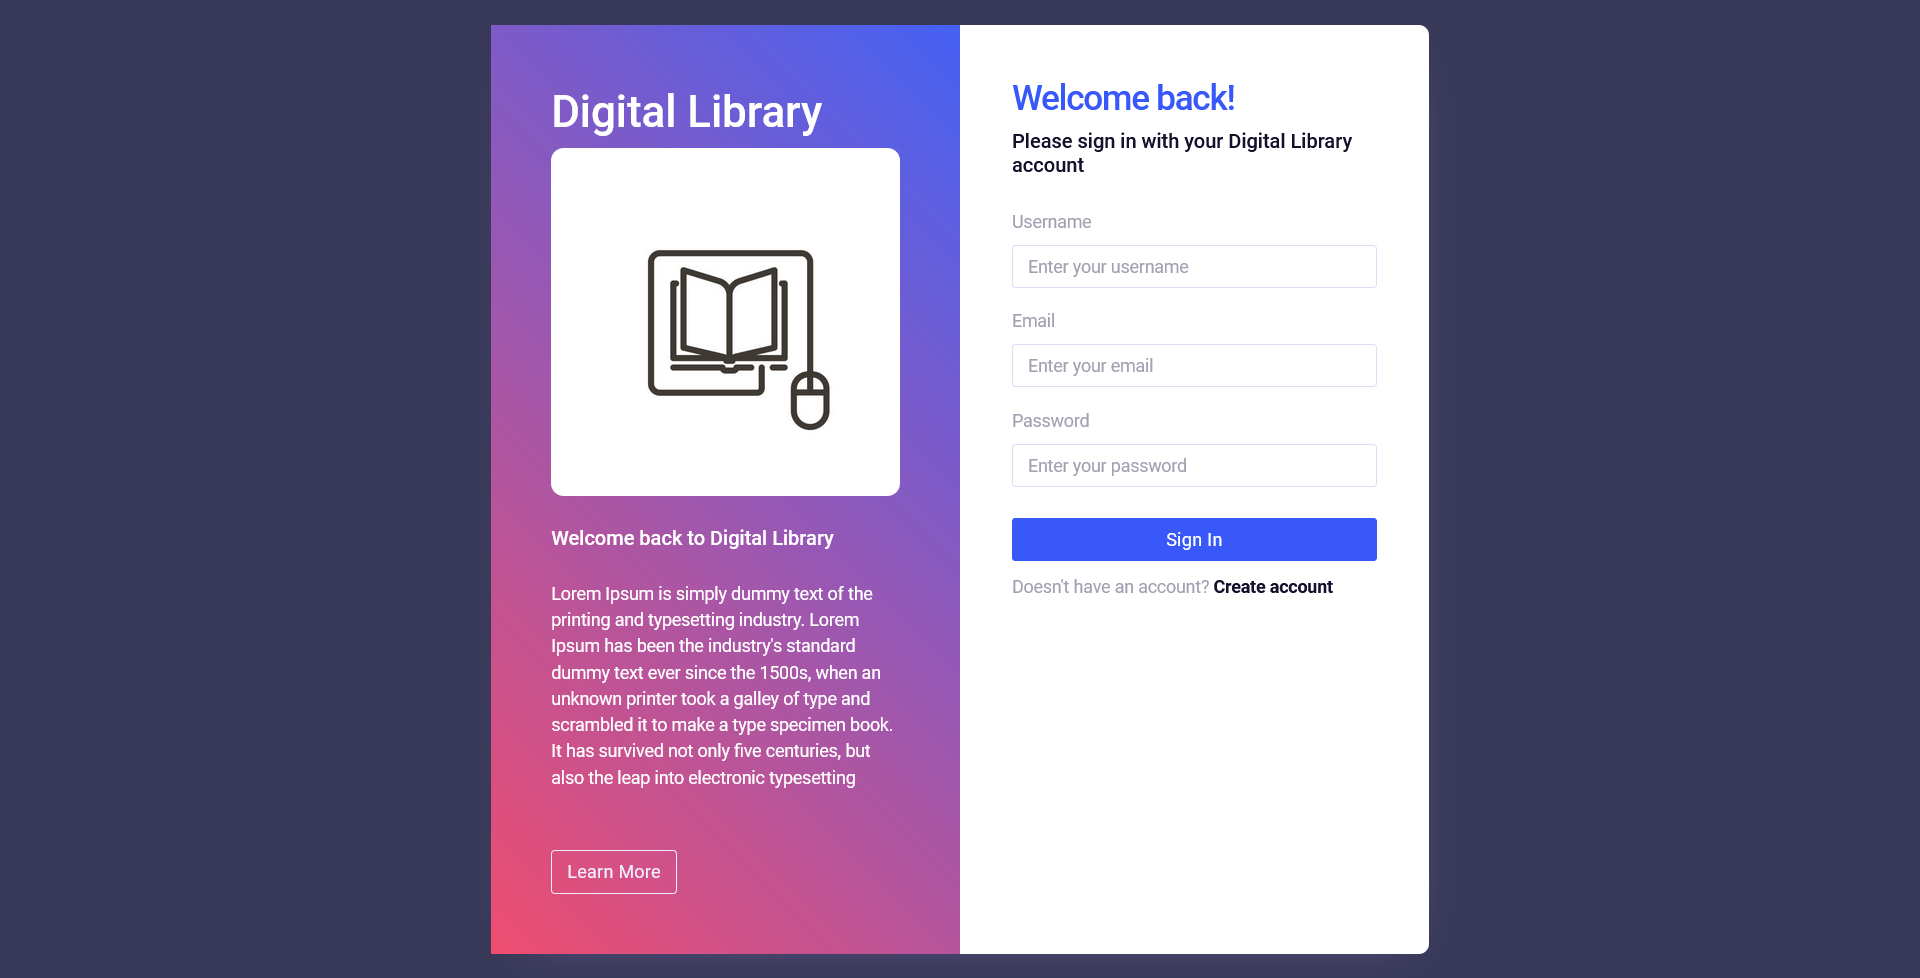 Digital Library
Welcome back to Digital Library
Lorem Ipsum is simply dummy text of the
printing and typesetting industry. Lorem
Ipsum has been the industry's standard
dummy text ever since the 1500s, when an
unknown printer took a galley of type and
scrambled it to make a type specimen book.
It has survived not only five centuries, but
also the leap into electronic typesetting
Learn More
Welcome back!
Please sign in with your Digital Library
account
Username
Enter your username
Email
Enter your email
Password
Enter your password
Sign In
Doesn't have an account? Create account